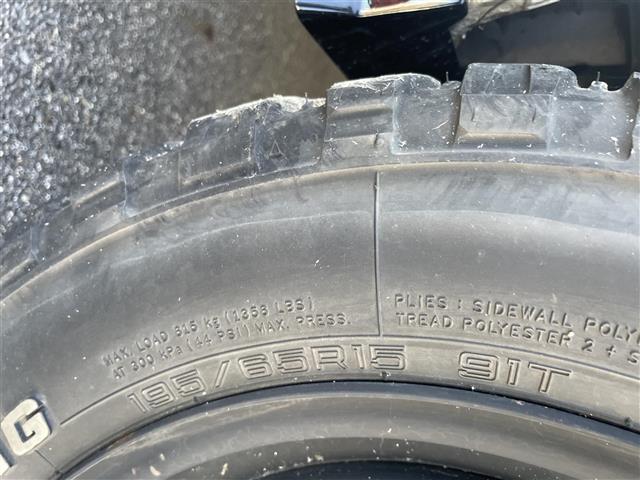 MAX. LOAD 615 kg (1356 LBS)
AT 300 kPa (44 PSI) MAX. PRESS.
PLIES : SIDEWALL
TREAD POLYESTER 2 +
195/65R15 91T